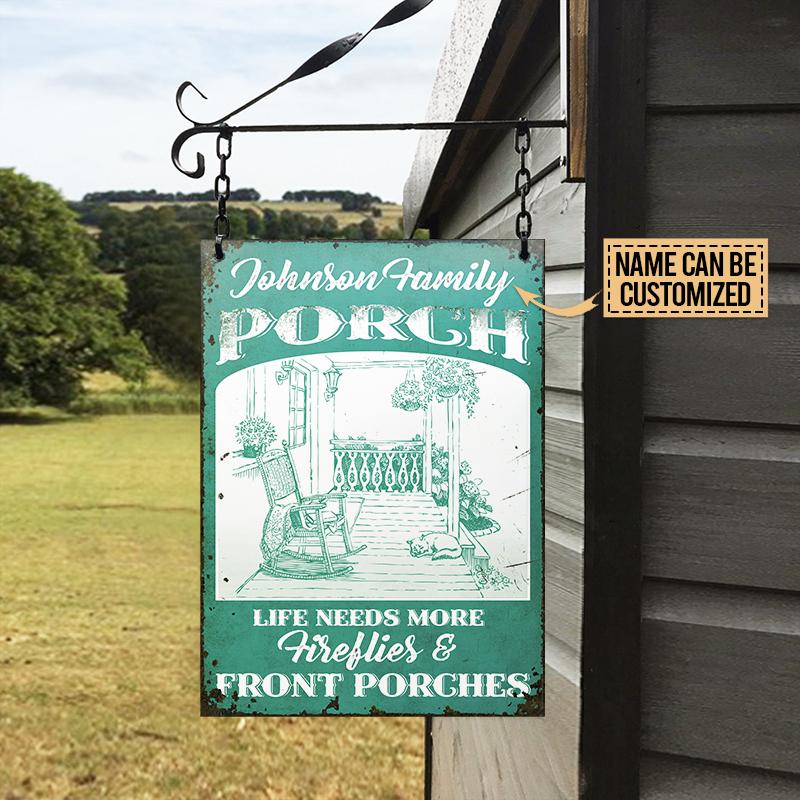 Johnson Family
PORCH
NAME CAN BE
CUSTOMIZED
LIFE NEEDS MORE
Fireflies &
FRONT PORCHES